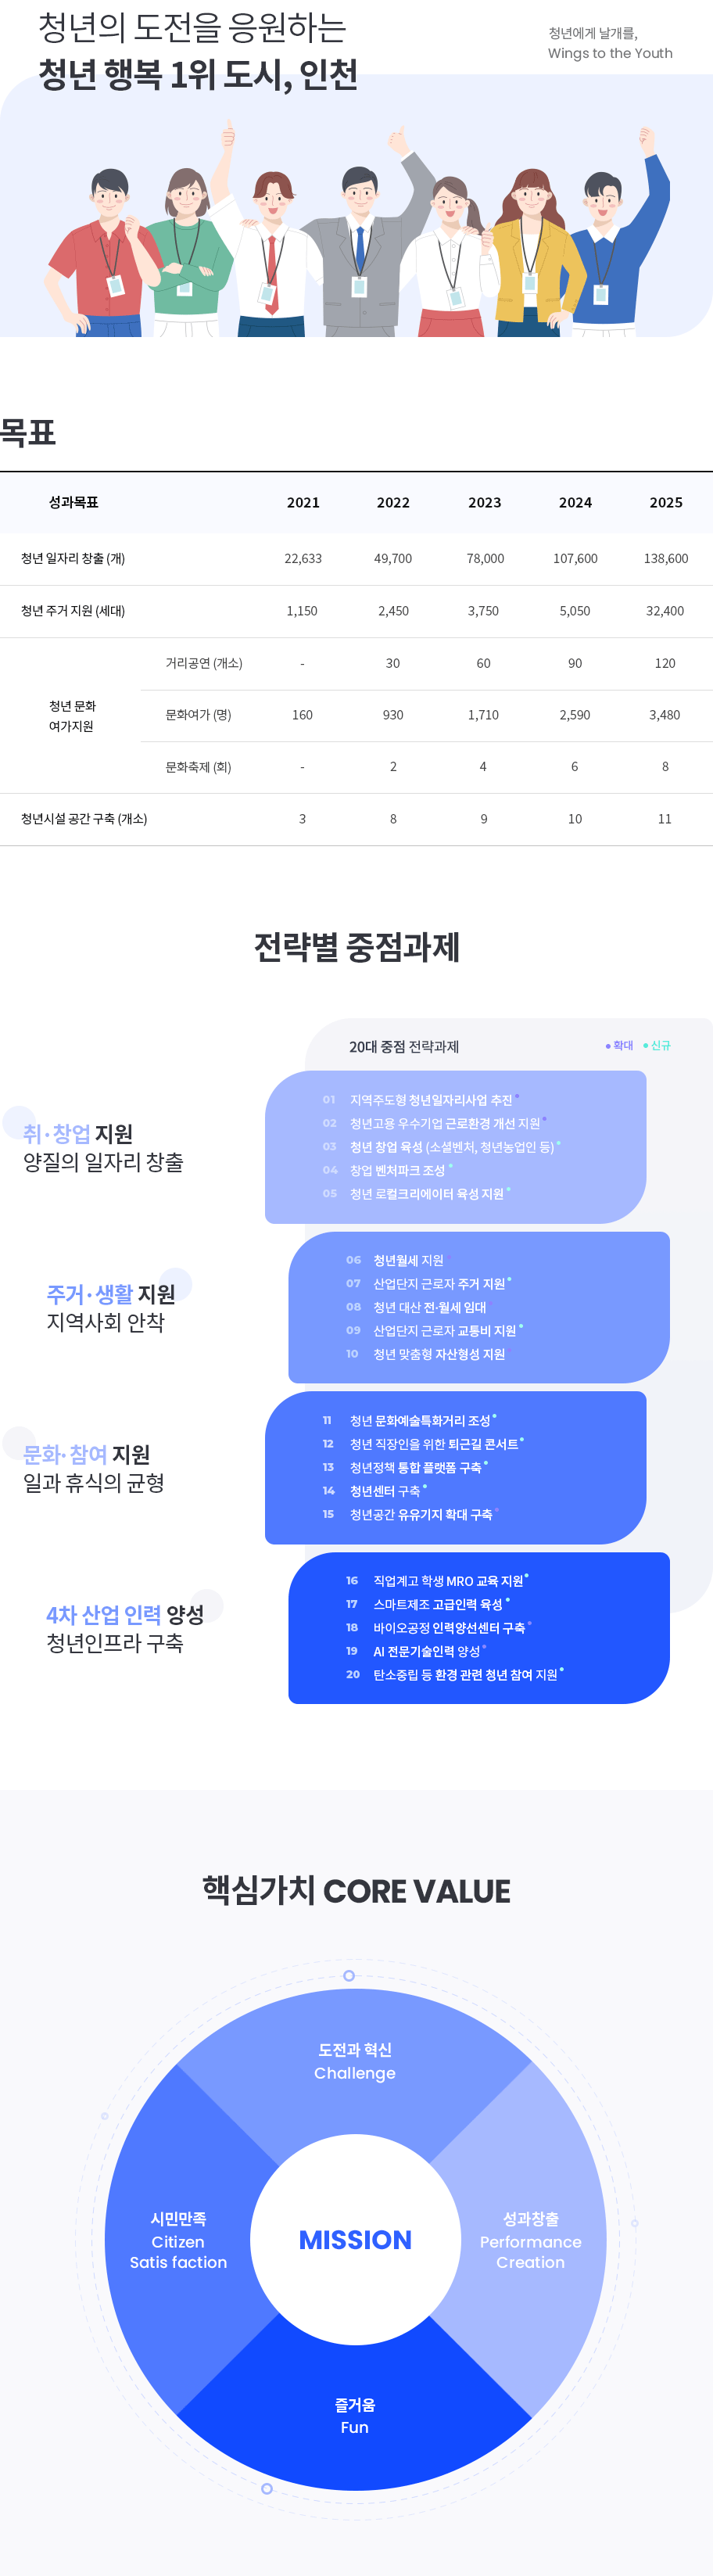 청년의 도전을 응원하는
청년 행복 1위 도시, 인천
청년에게 날개를,
Wings to the Youth
목표
성과목표 2021 2022 2023 2024 2025
청년 일자리 창출 (개) 22,633 49,700 78,000 107,600 138,600
청년 주거 지원 (세대) 1,150 2,450 3,750 5,050 32,400
청년 문화
여가지원
거리공연 (개소) - 30 60 90 120
문화여가 (명) 160 930 1,710 2,590 3,480
문화축제 (회) - 2 4 6 8
청년시설 공간 구축 (개소) 3 8 9 10 11
전략별 중점과제
20대 중점 전략과제
확대 신규
취·창업 지원
양질의 일자리 창출
01 지역주도형 청년일자리사업 추진
02 청년고용 우수기업 근로환경 개선 지원
03 청년 창업 육성 (소셜벤처, 청년농업인 등)
04 창업 벤처파크 조성
05 청년 로컬크리에이터 육성 지원
주거·생활 지원
지역사회 안착
06 청년월세 지원
07 산업단지 근로자 주거 지원
08 청년 대산 전·월세 임대
09 산업단지 근로자 교통비 지원
10 청년 맞춤형 자산형성 지원
문화·참여 지원
일과 휴식의 균형
11 청년 문화예술특화거리 조성
12 청년 직장인을 위한 퇴근길 콘서트
13 청년정책 통합 플랫폼 구축
14 청년센터 구축
15 청년공간 유유기지 확대 구축
4차 산업 인력 양성
청년인프라 구축
16 직업계고 학생 MRO 교육 지원
17 스마트제조 고급인력 육성
18 바이오공정 인력양선센터 구축
19 AI 전문기술인력 양성
20 탄소중립 등 환경 관련 청년 참여 지원
핵심가치 CORE VALUE
도전과 혁신
Challenge
시민만족
Citizen
Satis faction
MISSION
성과창출
Performance
Creation
즐거움
Fun